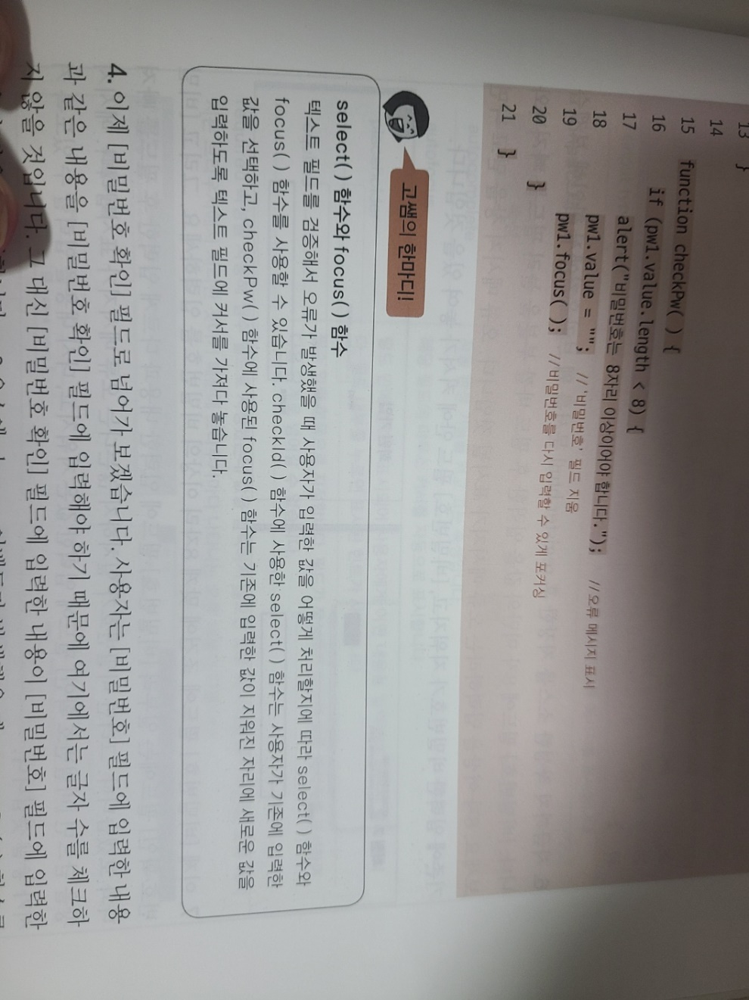 13 }
14
15 function checkPw( ) {
16 if (pw1.value.length < 8) {
17 alert("비밀번호는 8자리 이상이어야 합니다."); //오류 메시지 표시
18 pw1.value = ""; // '비밀번호' 필드 지움
19 pw1.focus( ); //비밀번호를 다시 입력할 수 있게 포커싱
20 }
21 }
고쌤의 한마디!
select( ) 함수와 focus( ) 함수
텍스트 필드를 검증해서 오류가 발생했을 때 사용자가 입력한 값을 어떻게 처리할지에 따라 select( ) 함수와
focus( ) 함수를 사용할 수 있습니다. checkId( ) 함수에 사용한 select( ) 함수는 사용자가 기존에 입력한
값을 선택하고, checkPw( ) 함수에 사용된 focus( ) 함수는 기존에 입력한 값이 지워진 자리에 새로운 값을
입력하도록 텍스트 필드에 커서를 가져다 놓습니다.
4. 이제 [비밀번호 확인] 필드로 넘어가 보겠습니다. 사용자는 [비밀번호] 필드에 입력한 내용
과 같은 내용을 [비밀번호 확인] 필드에 입력해야 하기 때문에 여기에서는 글자 수를 체크하
지 않을 것입니다. 그 대신 [비밀번호 확인] 필드에 입력한 내용이 [비밀번호] 필드에 입력한